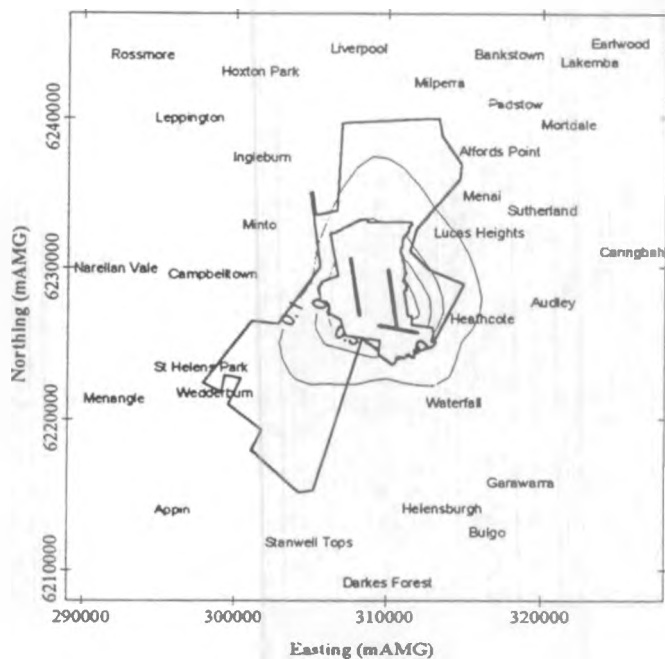 Earlwood
Liverpool
Rossmore
Bankstown
Lakemba
Hoxton Park
Milperra
Padstow
Leppington
6240000
Mortdale
Alfords Point
Ingleburn
Menai
Sutherland
Minto
Lucas Heights
Caringbah
Narellan Vale
6230000
Campbelltown
Audley
Heathcote
St Helens Park
Wedderburn
Menangle
Waterfall
6220000
Garawarra
Appin
Helensburgh
Bulgo
Stanwell Tops
6210000
Darkes Forest
Northing (mAMG)
290000
300000
310000
320000
Easting (mAMG)